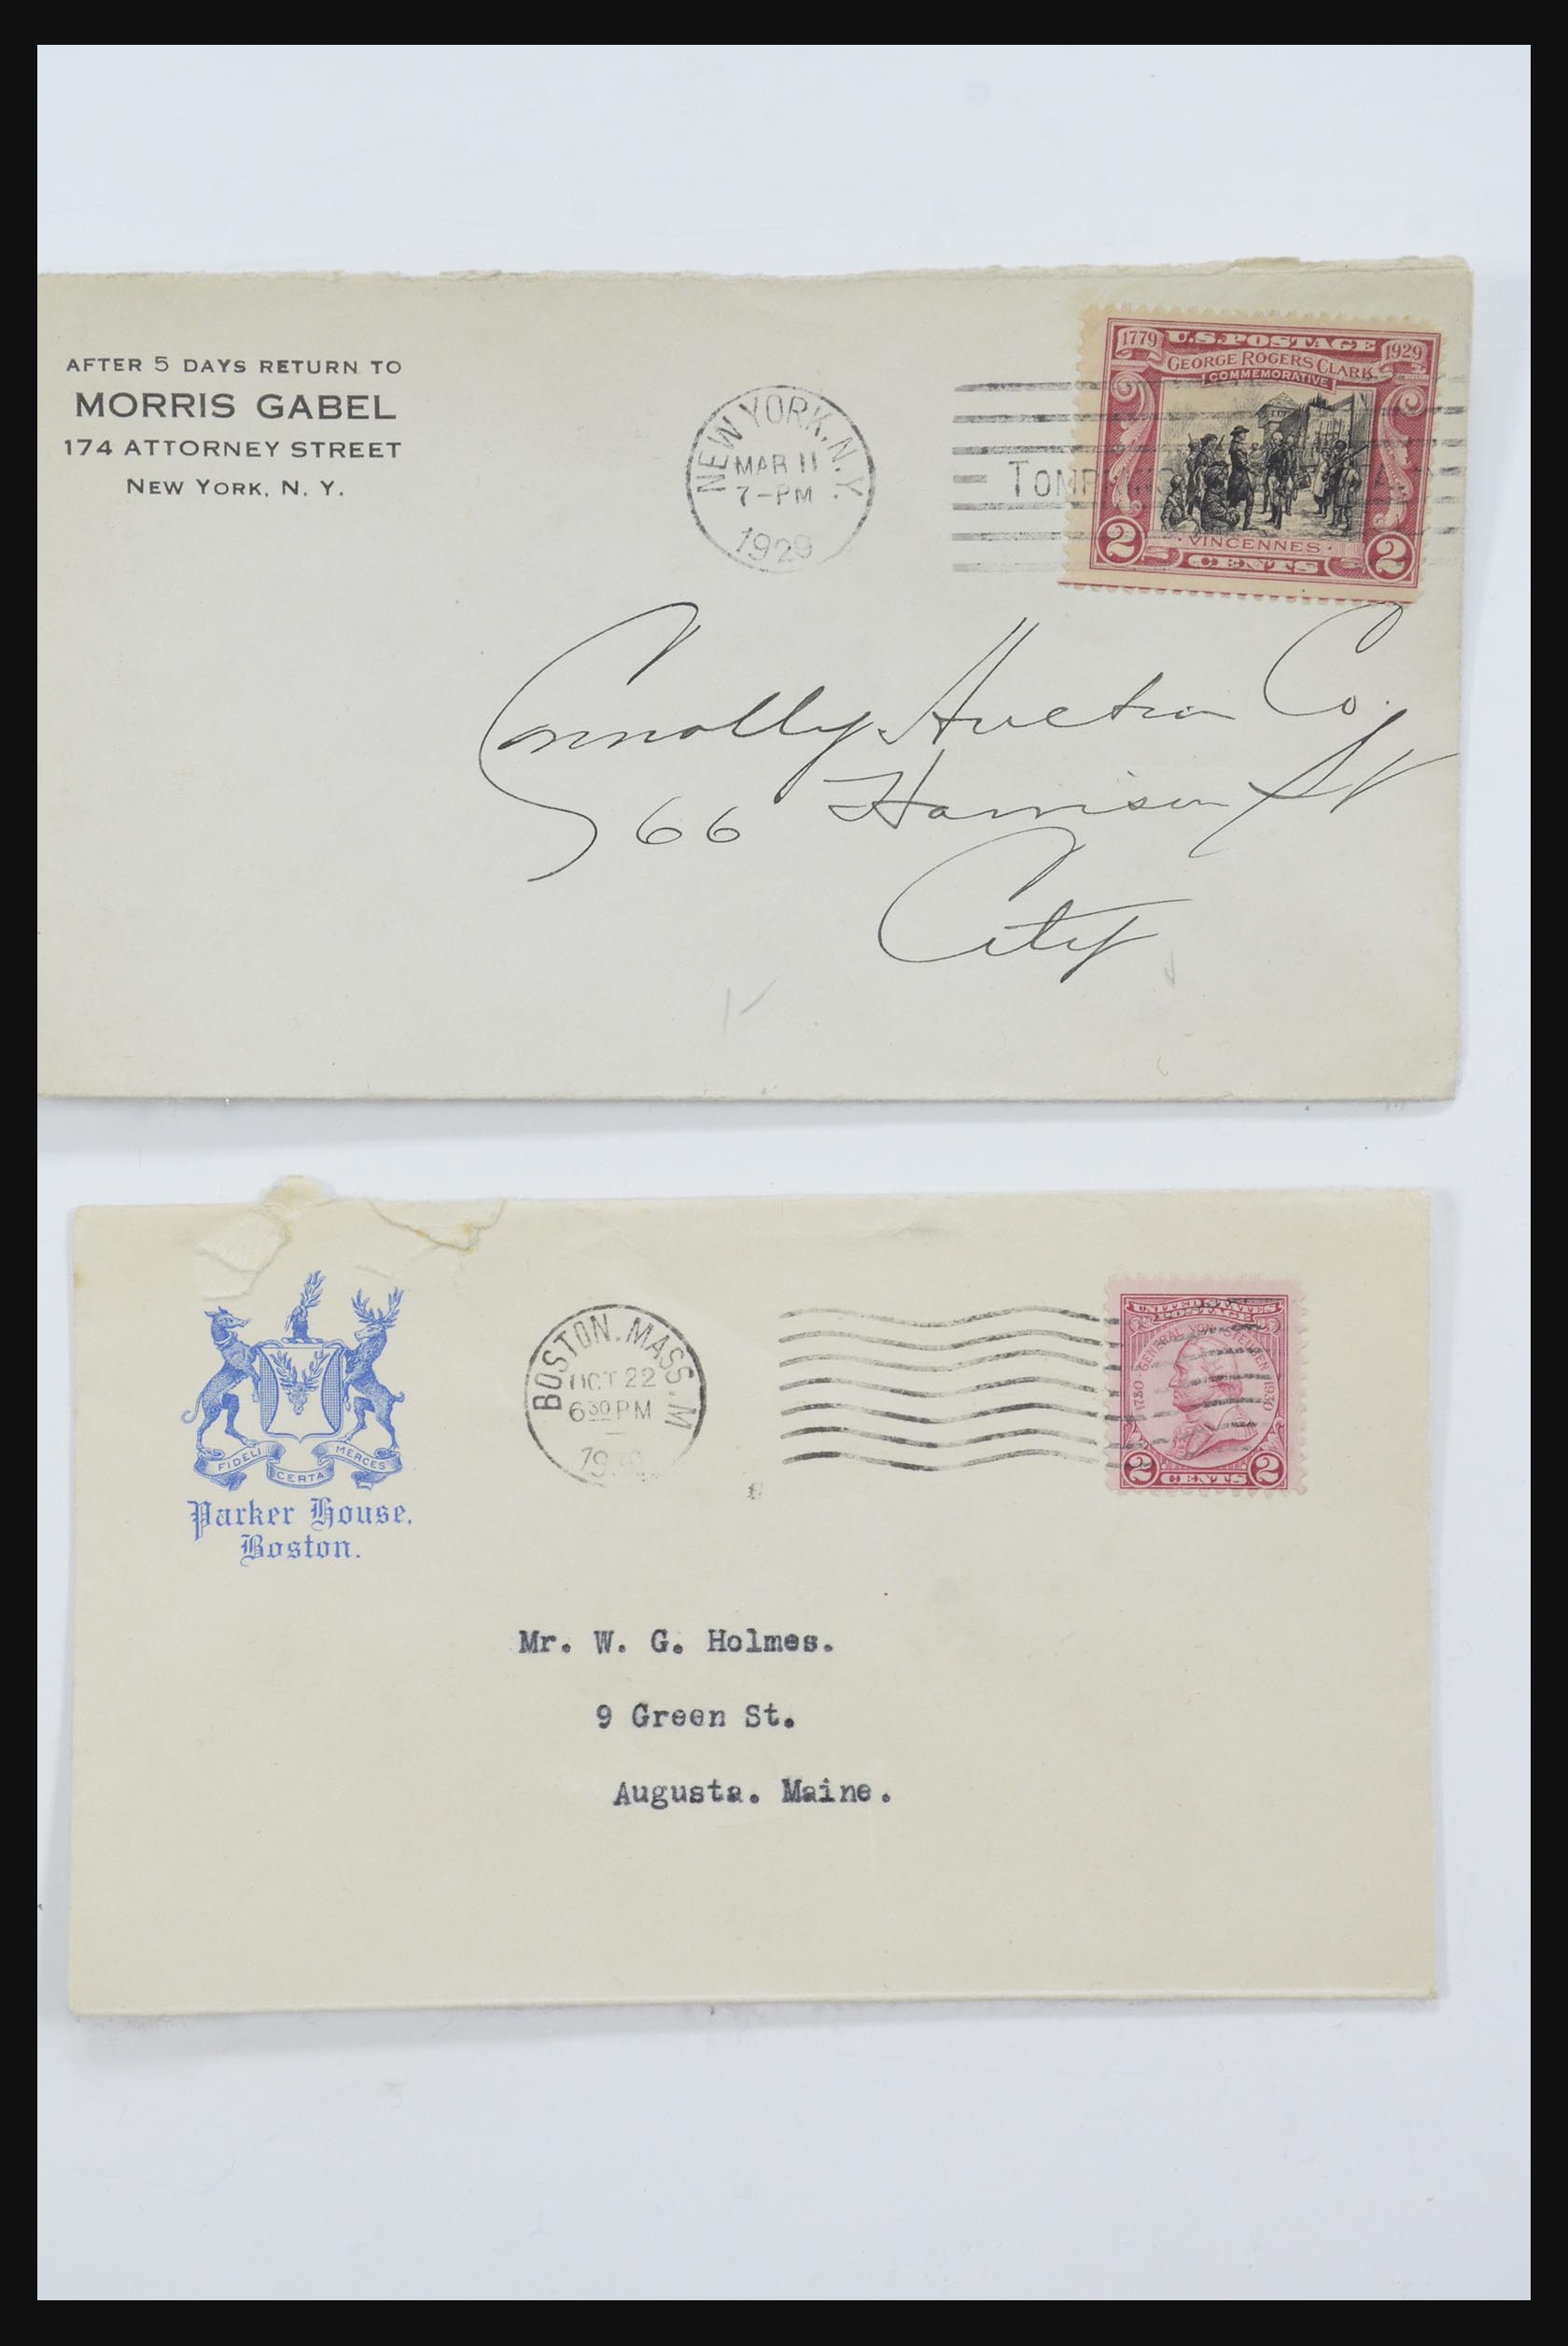 AFTER 5 DAYS RETURN TO
MORRIS GABEL
174 ATTORNEY STREET
NEW YORK, N. Y.
NEW YORK, N.Y.
MAR 11
7-PM
1929
1779 U.S. POSTAGE 1929
GEORGE ROGERS CLARK
COMMEMORATIVE
VINCENNES
2 CENTS 2
Connolly Auction Co.
66 Harrison St
City
FIDELI CERTA MERCES
Parker House,
Boston.
BOSTON, MASS.
OCT 22
6 30 PM
1930
UNITED STATES
POSTAGE
1730 · GENERAL VON STEUBEN · 1930
2 CENTS 2
Mr. W. G. Holmes.
9 Green St.
Augusta. Maine.